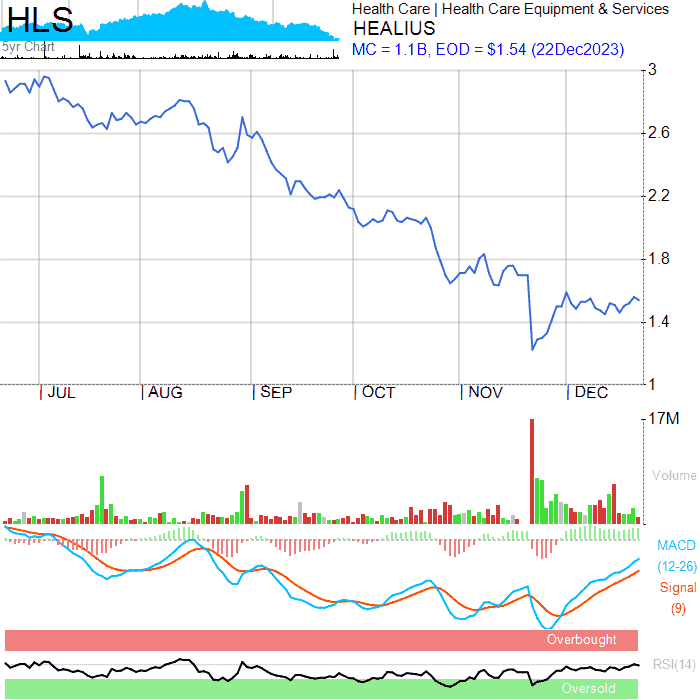 HLS
5yr Chart
Health Care | Health Care Equipment & Services
HEALIUS
MC = 1.1B, EOD = $1.54 (22Dec2023)
3
2.6
2.2
1.8
1.4
1
JUL
AUG
SEP
OCT
NOV
DEC
17M
Volume
MACD
(12-26)
Signal
(9)
Overbought
RSI(14)
Oversold